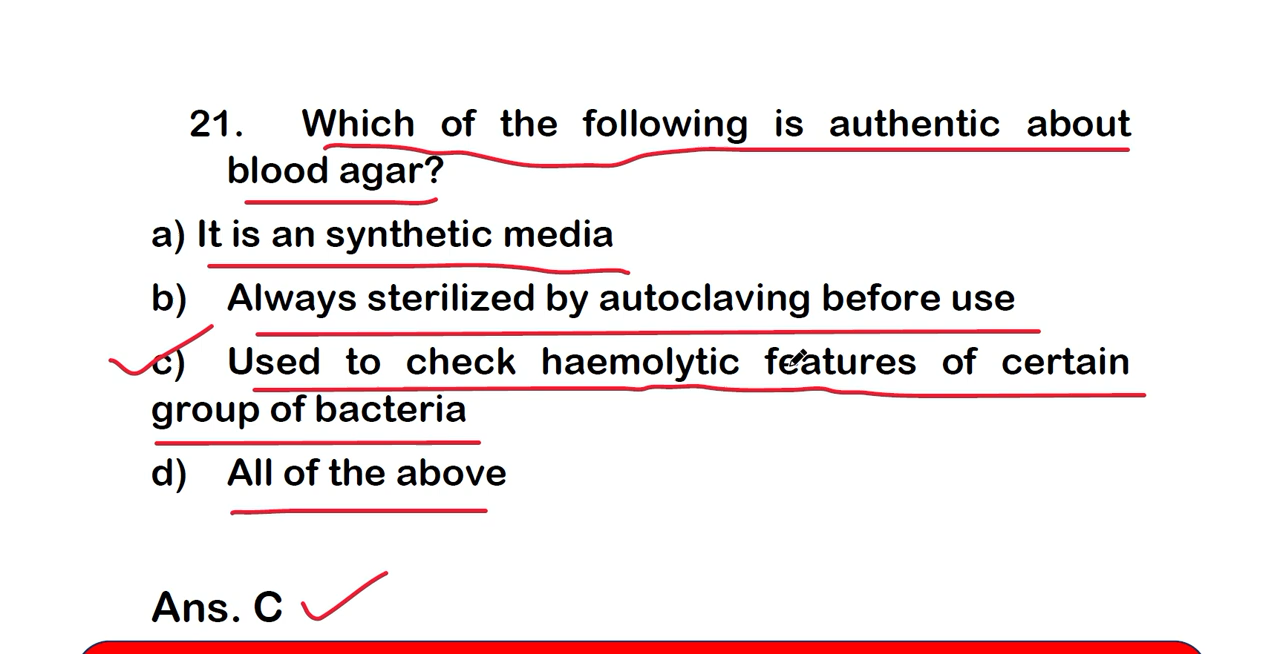 21. Which of the following is authentic about
blood agar?
a) It is an synthetic media
b) Always sterilized by autoclaving before use
c) Used to check haemolytic features of certain
group of bacteria
d) All of the above
Ans. C